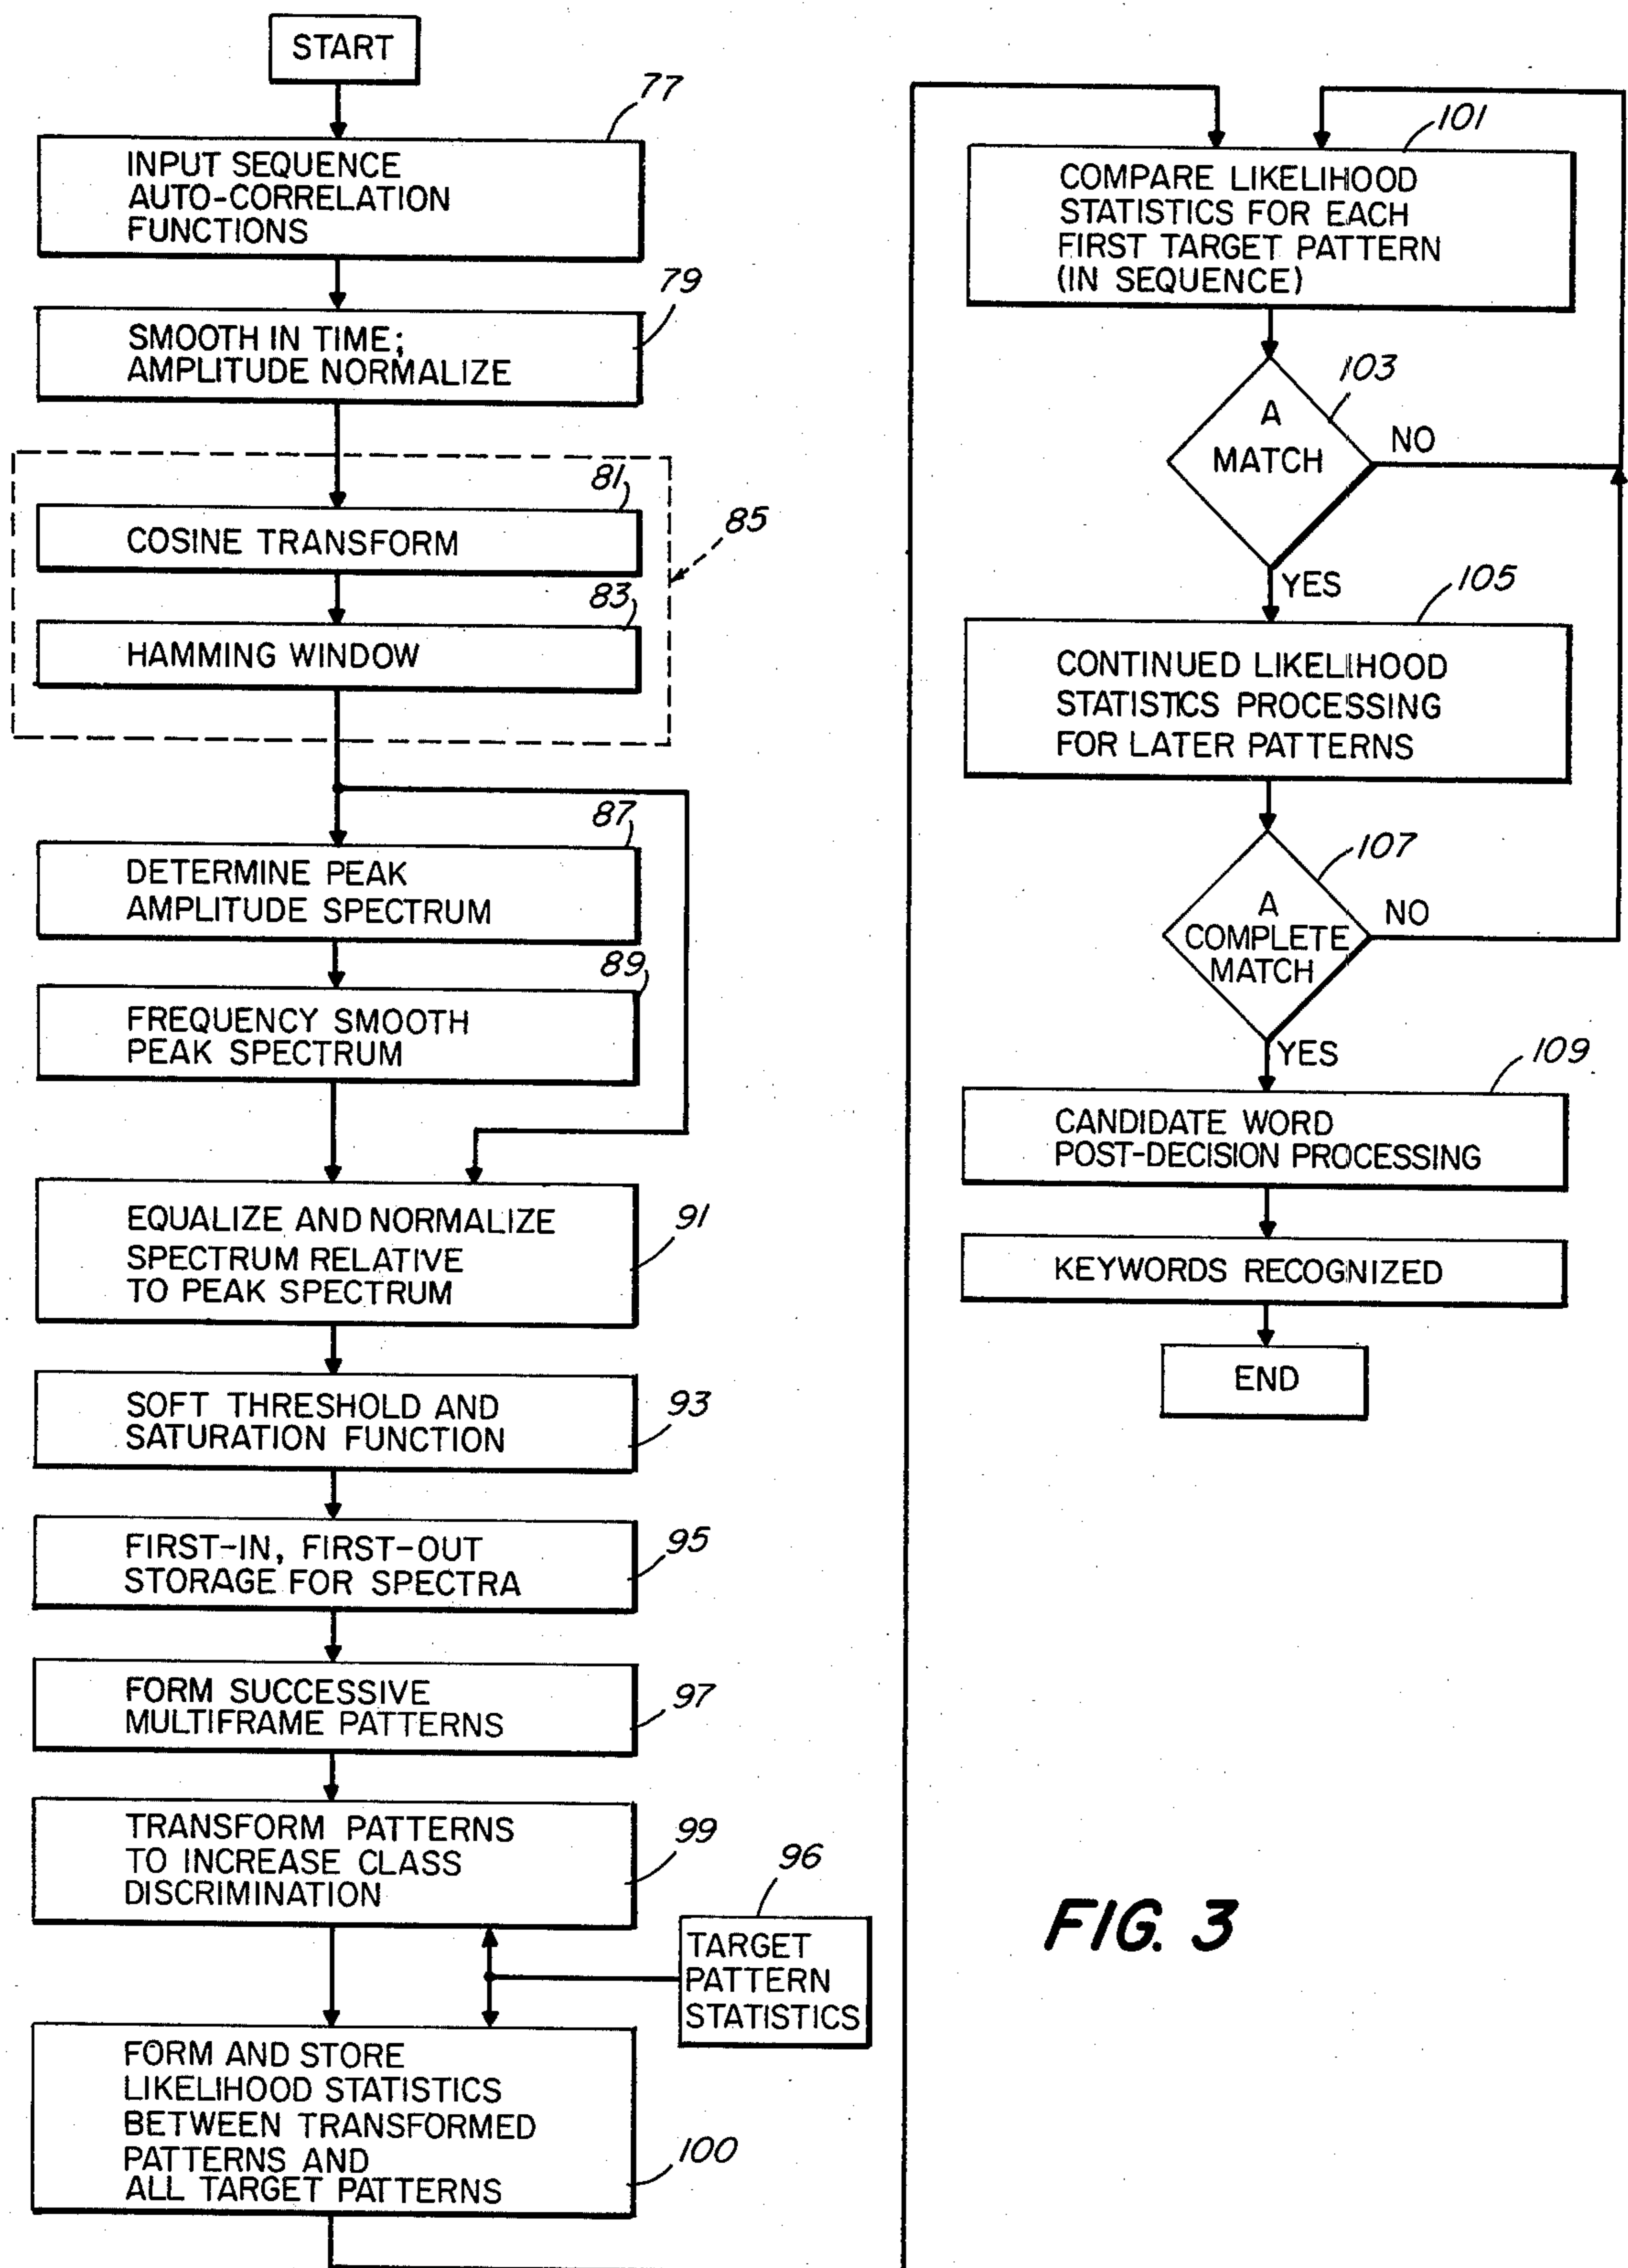 START
77
INPUT SEQUENCE
AUTO-CORRELATION
FUNCTIONS
79
SMOOTH IN TIME;
AMPLITUDE NORMALIZE
81
COSINE TRANSFORM
85
83
HAMMING WINDOW
87
DETERMINE PEAK
AMPLITUDE SPECTRUM
89
FREQUENCY SMOOTH
PEAK SPECTRUM
91
EQUALIZE AND NORMALIZE
SPECTRUM RELATIVE
TO PEAK SPECTRUM
93
SOFT THRESHOLD AND
SATURATION FUNCTION
95
FIRST-IN, FIRST-OUT
STORAGE FOR SPECTRA
97
FORM SUCCESSIVE
MULTIFRAME PATTERNS
99
TRANSFORM PATTERNS
TO INCREASE CLASS
DISCRIMINATION
96
TARGET
PATTERN
STATISTICS
FORM AND STORE
LIKELIHOOD STATISTICS
BETWEEN TRANSFORMED
PATTERNS AND
ALL TARGET PATTERNS
100
101
COMPARE LIKELIHOOD
STATISTICS FOR EACH
FIRST TARGET PATTERN
(IN SEQUENCE)
103
A
MATCH
NO
YES
105
CONTINUED LIKELIHOOD
STATISTICS PROCESSING
FOR LATER PATTERNS
107
A
COMPLETE
MATCH
NO
YES
109
CANDIDATE WORD
POST-DECISION PROCESSING
KEYWORDS RECOGNIZED
END
FIG. 3